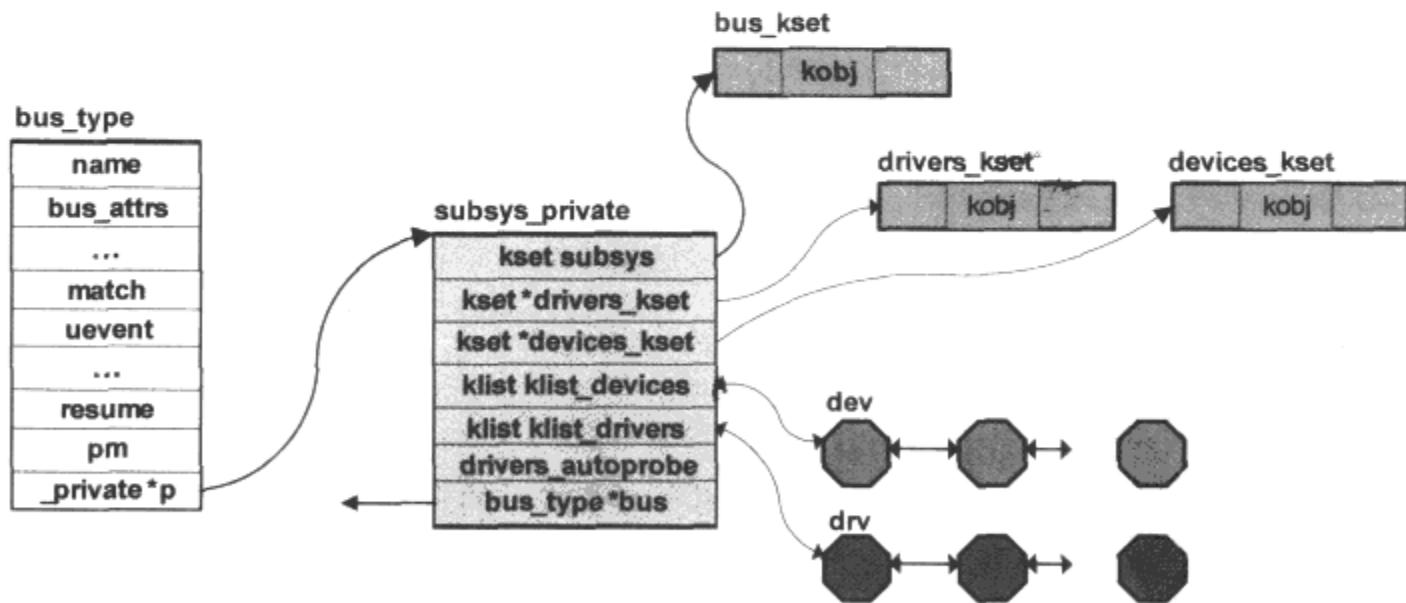 bus_kset
kobj
bus_type
name
bus_attrs
...
match
uevent
...
resume
pm
_private *p
subsys_private
kset subsys
kset *drivers_kset
kset *devices_kset
klist klist_devices
klist klist_drivers
drivers_autoprobe
bus_type *bus
drivers_kset
kobj
devices_kset
kobj
dev
drv